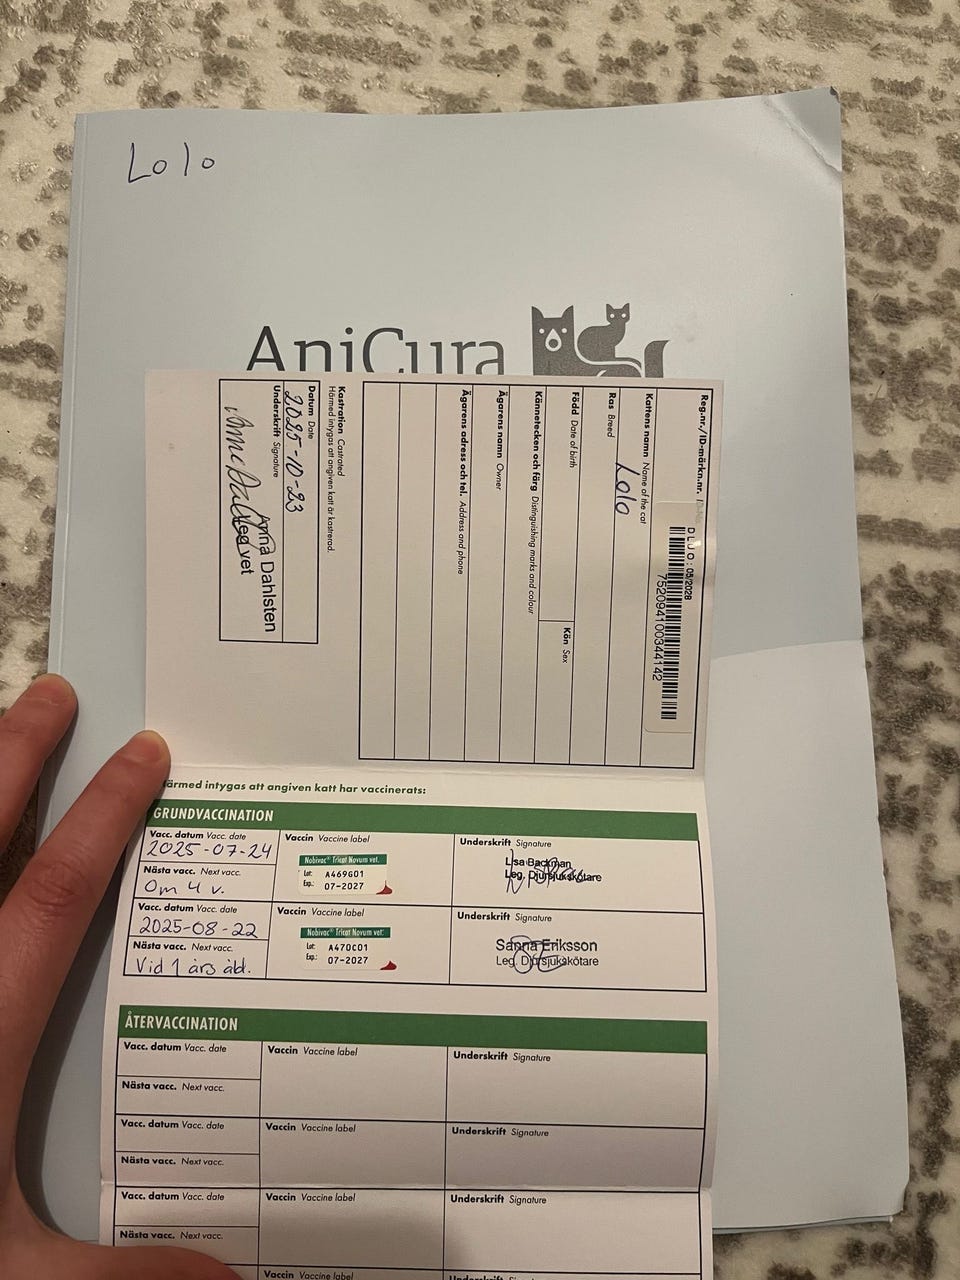 Lolo
AniCura
Reg.nr./ID-märkn.nr.
DLUO: 05/2028
752094100344142
Kattens namn Name of the cat
Lolo
Ras Breed
Född Date of birth
Kön Sex
Kännetecken och färg Distinguishing marks and colour
Ägarens namn Owner
Ägarens adress och tel. Address and phone
Kastration Castrated
Härmed intygas att angiven katt är kastrerad.
Datum Date
2025-10-23
Underskrift Signature
Anna Dahlsten
Leg vet
Härmed intygas att angiven katt har vaccinerats:
GRUNDVACCINATION
Vacc. datum Vacc. date
2025-07-24
Nästa vacc. Next vacc.
Om 4 v.
Vaccin Vaccine label
Nobivac® Tricat Novum vet.
Lot: A469G01
Exp.: 07-2027
Underskrift Signature
Lisa Backman
Leg. Djursjukskötare
Vacc. datum Vacc. date
2025-08-22
Nästa vacc. Next vacc.
Vid 1 års åld.
Vaccin Vaccine label
Nobivac® Tricat Novum vet.
Lot: A470C01
Exp.: 07-2027
Underskrift Signature
Sanna Eriksson
Leg. Djursjukskötare
ÅTERVACCINATION
Vacc. datum Vacc. date
Nästa vacc. Next vacc.
Vaccin Vaccine label
Underskrift Signature
Vacc. datum Vacc. date
Nästa vacc. Next vacc.
Vaccin Vaccine label
Underskrift Signature
Vacc. datum Vacc. date
Nästa vacc. Next vacc.
Vaccin Vaccine label
Underskrift Signature
Vaccin Vaccine label
Underskrift Signature